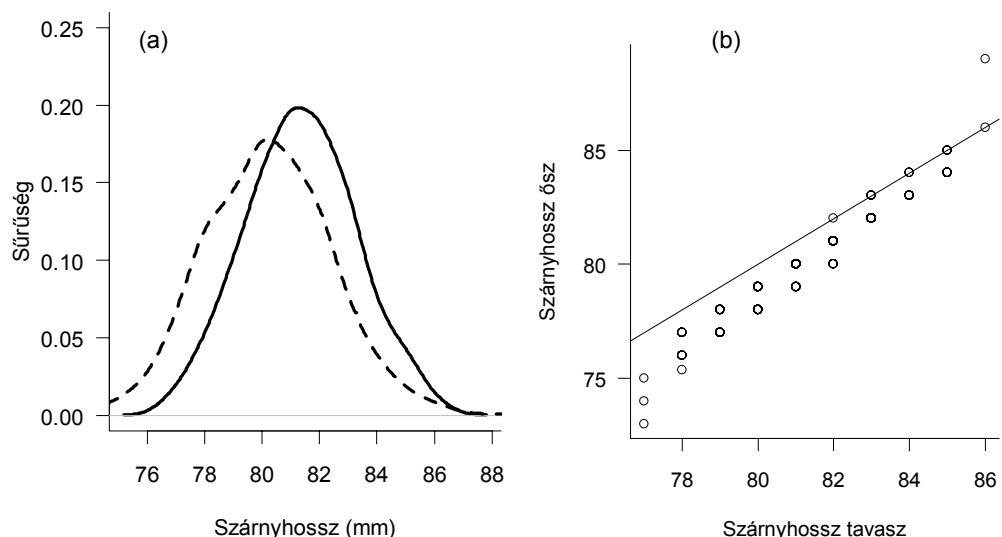 (a)
0.25
0.20
0.15
0.10
0.05
0.00
Sűrűség
76 78 80 82 84 86 88
Szárnyhossz (mm)
(b)
85
80
75
Szárnyhossz ősz
78 80 82 84 86
Szárnyhossz tavasz